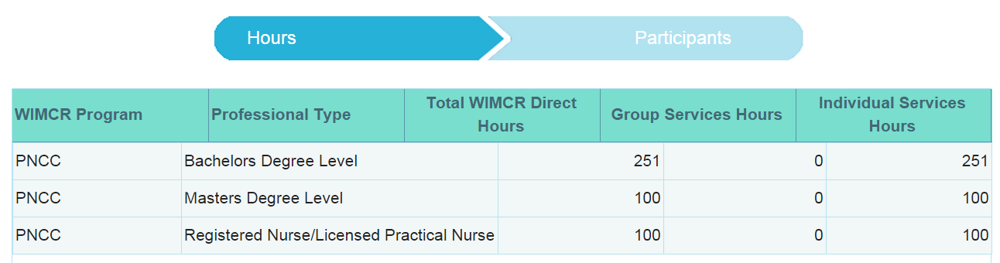 Hours Participants
WIMCR Program Professional Type Total WIMCR Direct Hours Group Services Hours Individual Services Hours
PNCC Bachelors Degree Level 251 0 251
PNCC Masters Degree Level 100 0 100
PNCC Registered Nurse/Licensed Practical Nurse 100 0 100